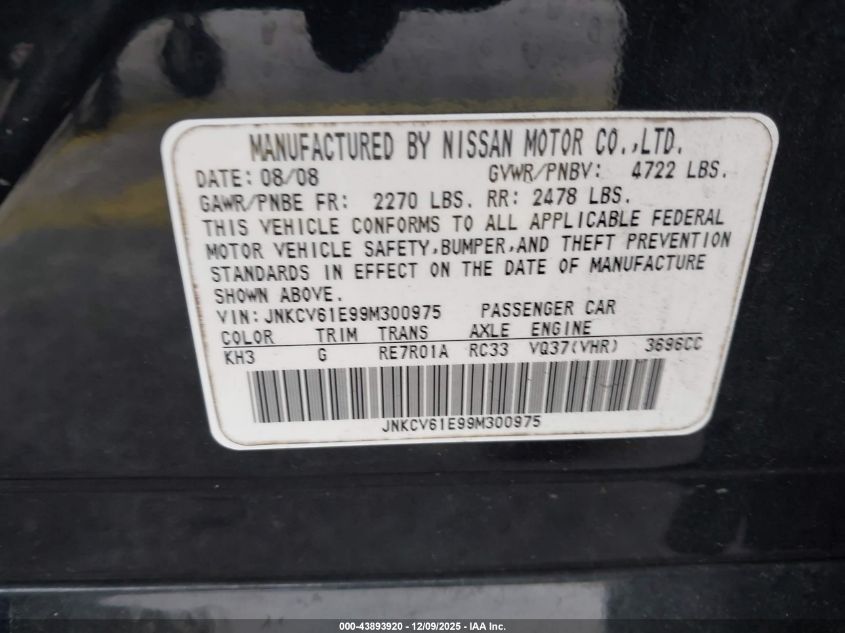 MANUFACTURED BY NISSAN MOTOR CO.,LTD.
DATE: 08/08 GVWR/PNBV: 4722 LBS.
GAWR/PNBE FR: 2270 LBS. RR: 2478 LBS.
THIS VEHICLE CONFORMS TO ALL APPLICABLE FEDERAL
MOTOR VEHICLE SAFETY,BUMPER,AND THEFT PREVENTION
STANDARDS IN EFFECT ON THE DATE OF MANUFACTURE
SHOWN ABOVE.
VIN: JNKCV61E99M300975 PASSENGER CAR
COLOR TRIM TRANS AXLE ENGINE
KH3 G RE7R01A RC33 VQ37(VHR) 3696CC
JNKCV61E99M300975
000-43893920 - 12/09/2025 - IAA Inc.